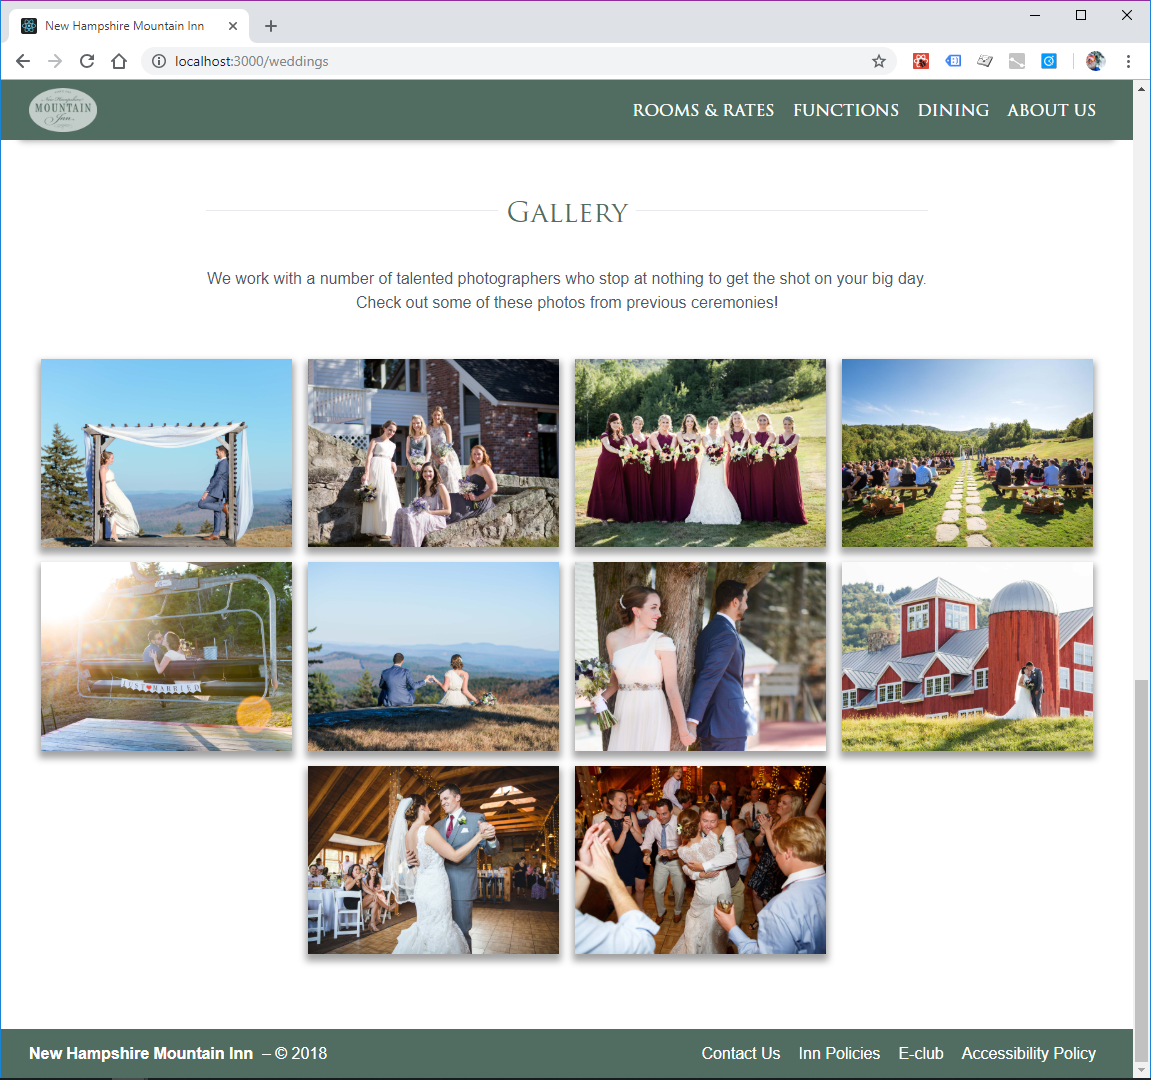 New Hampshire Mountain Inn
localhost:3000/weddings
New Hampshire
MOUNTAIN
Inn
ROOMS & RATES FUNCTIONS DINING ABOUT US
GALLERY
We work with a number of talented photographers who stop at nothing to get the shot on your big day.
Check out some of these photos from previous ceremonies!
JUST MARRIED
New Hampshire Mountain Inn – © 2018
Contact Us Inn Policies E-club Accessibility Policy